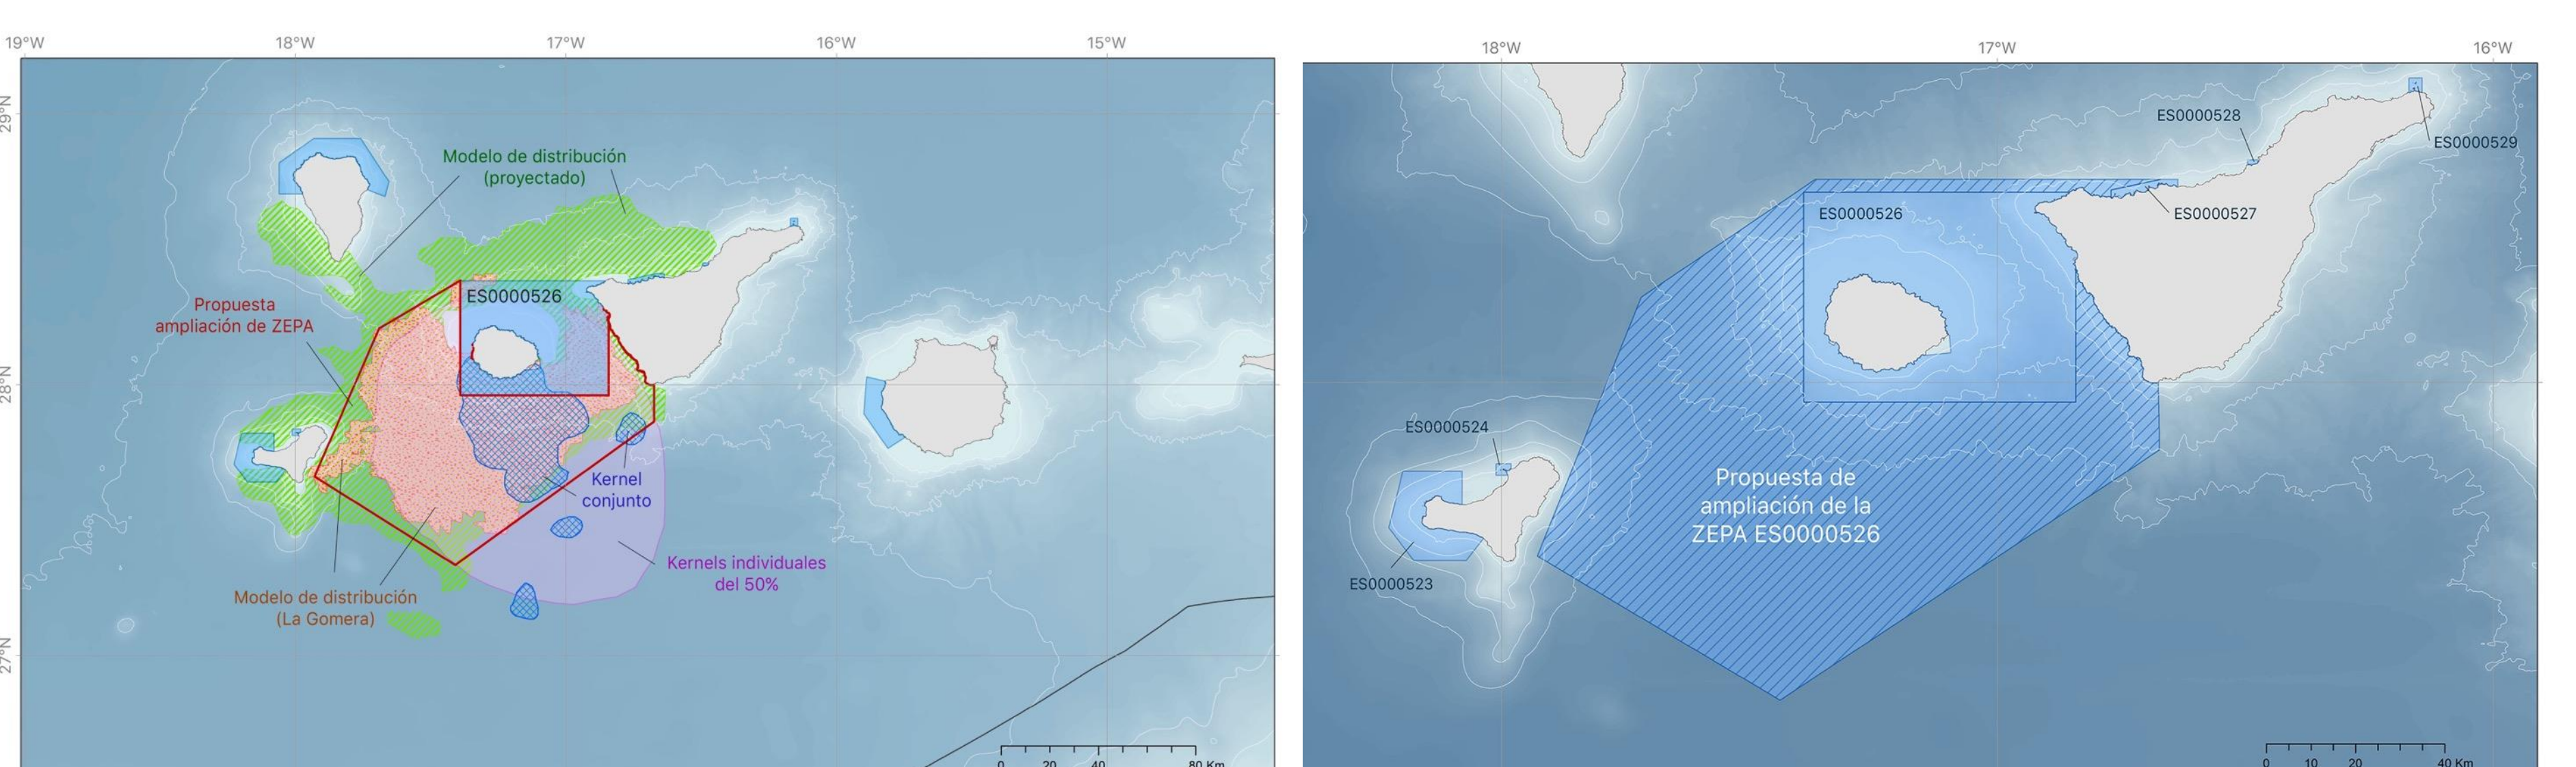 19°W 18°W 17°W 16°W 15°W
29°N
Modelo de distribución
(proyectado)
ES0000526
Propuesta
ampliación de ZEPA
28°N
Kernel
conjunto
Kernels individuales
del 50%
Modelo de distribución
(La Gomera)
27°N
0 20 40 80 Km
18°W 17°W 16°W
ES0000528
ES0000529
ES0000526
ES0000527
ES0000524
Propuesta de
ampliación de la
ZEPA ES0000526
ES0000523
0 10 20 40 Km